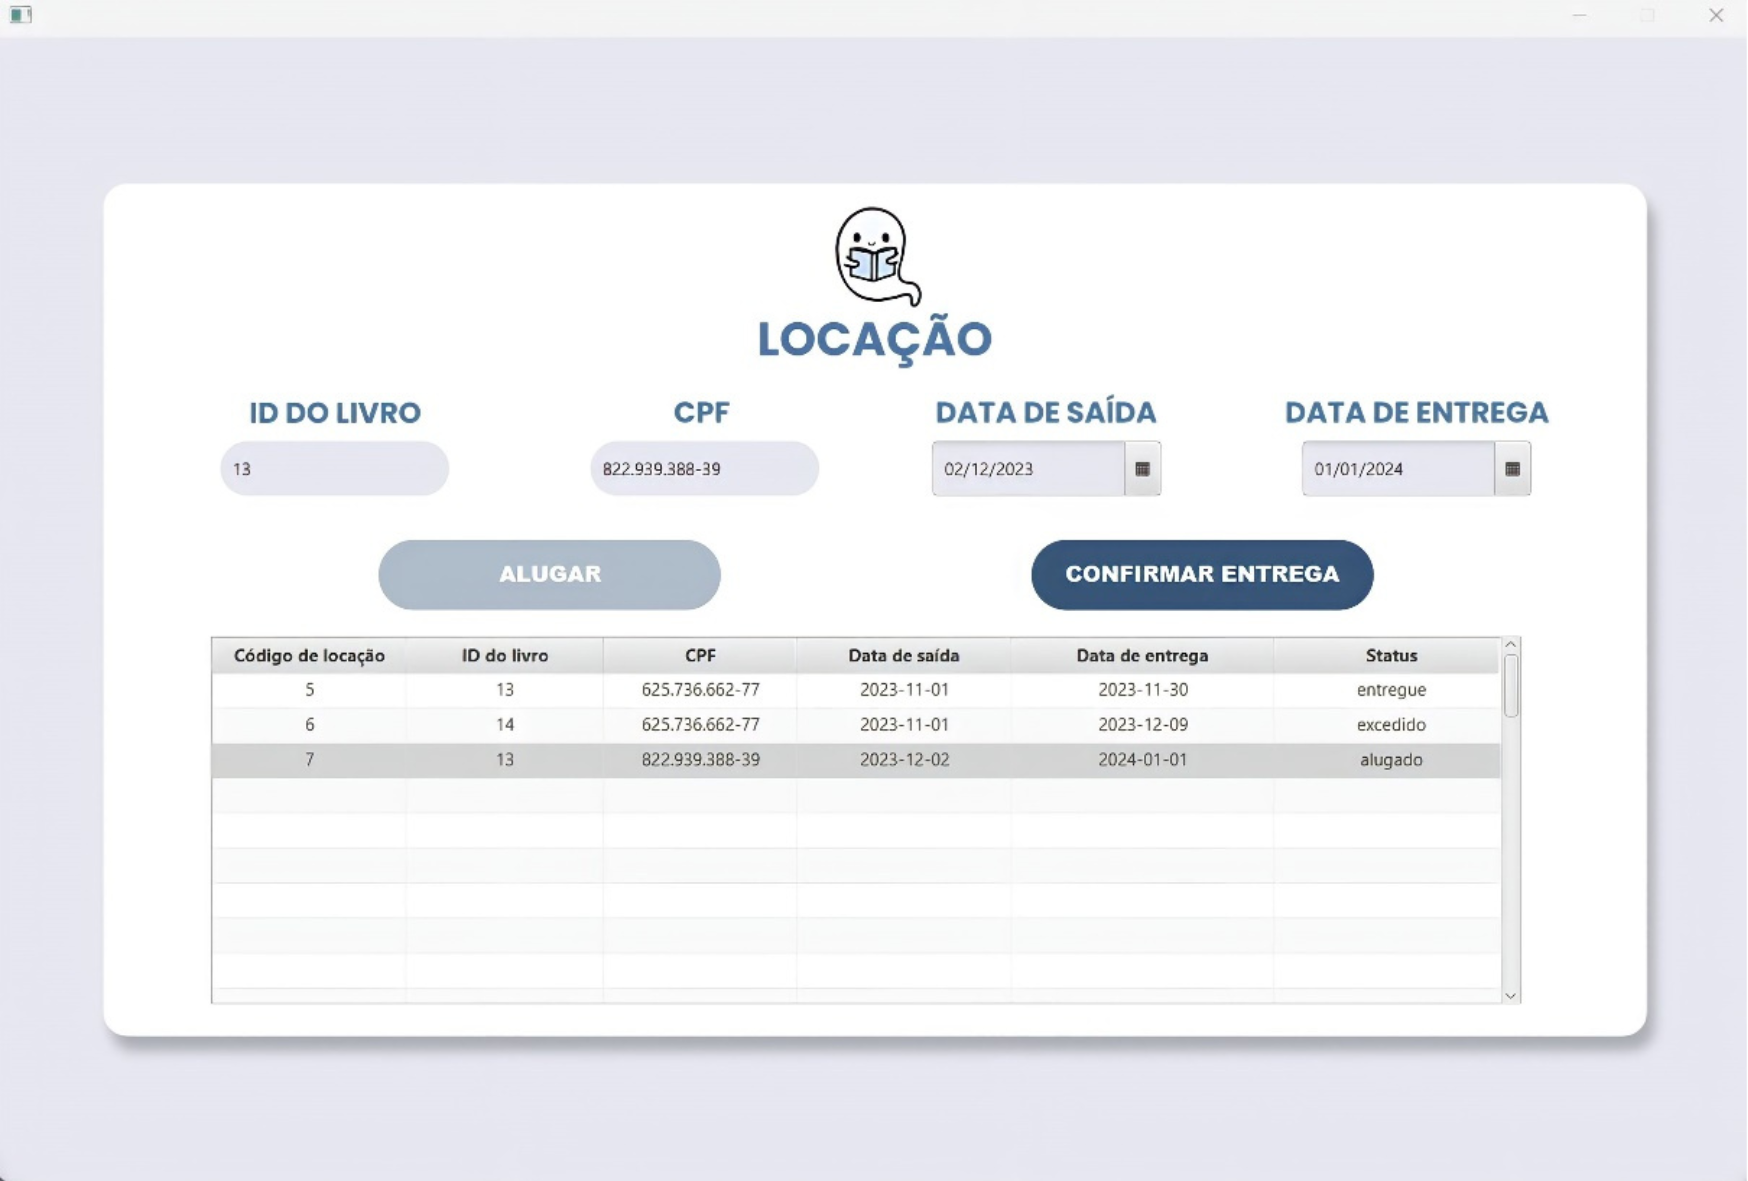 LOCAÇÃO
ID DO LIVRO CPF DATA DE SAÍDA DATA DE ENTREGA
13 822.939.388-39 02/12/2023 01/01/2024
ALUGAR CONFIRMAR ENTREGA
Código de locação ID do livro CPF Data de saída Data de entrega Status
5 13 625.736.662-77 2023-11-01 2023-11-30 entregue
6 14 625.736.662-77 2023-11-01 2023-12-09 excedido
7 13 822.939.388-39 2023-12-02 2024-01-01 alugado